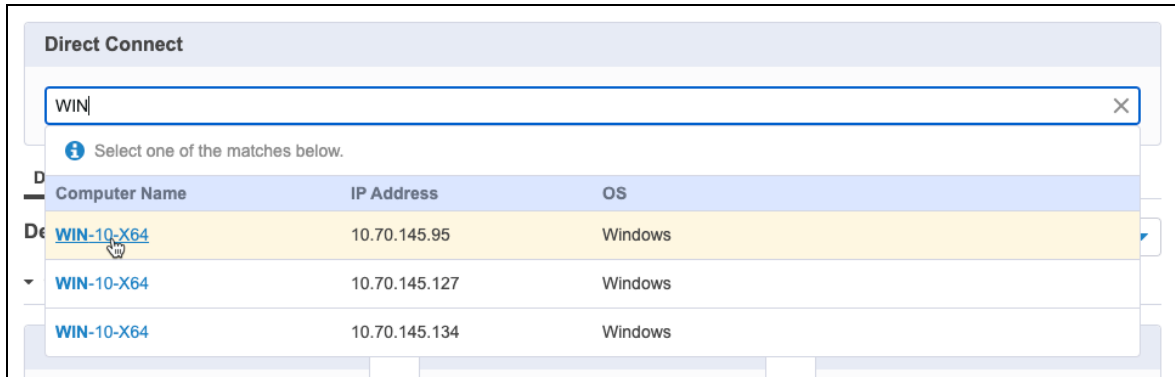 Direct Connect
WIN
Select one of the matches below.
D
Computer Name IP Address OS
De
WIN-10-X64 10.70.145.95 Windows
WIN-10-X64 10.70.145.127 Windows
WIN-10-X64 10.70.145.134 Windows